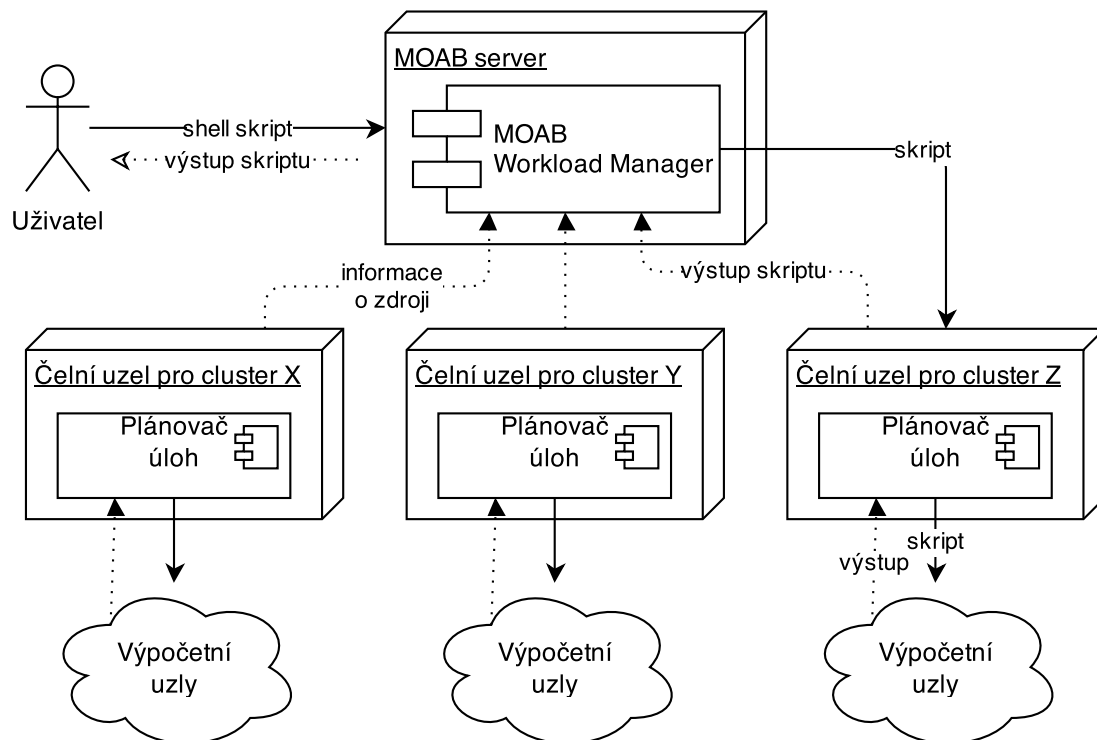 MOAB server
MOAB
Workload Manager
shell skript
výstup skriptu
Uživatel
skript
informace
o zdroji
výstup skriptu
Čelní uzel pro cluster X
Plánovač
úloh
Čelní uzel pro cluster Y
Plánovač
úloh
Čelní uzel pro cluster Z
Plánovač
úloh
skript
výstup
Výpočetní
uzly
Výpočetní
uzly
Výpočetní
uzly